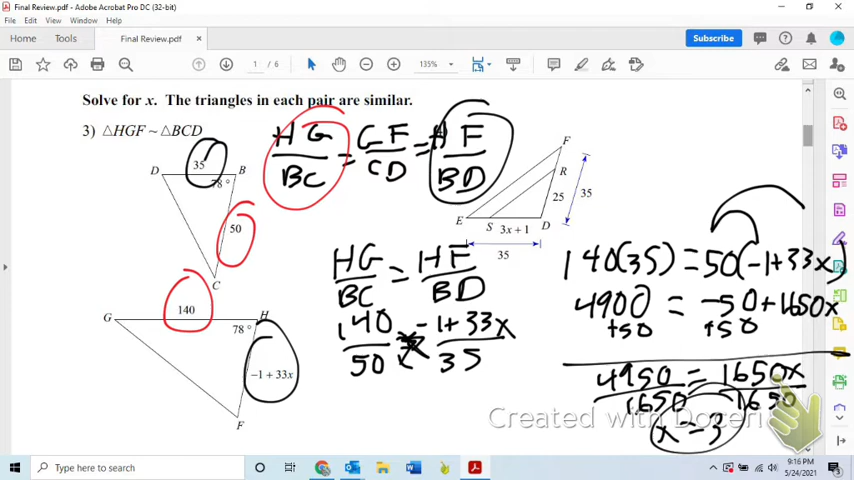 Final Review.pdf - Adobe Acrobat Pro (32-bit)
File Edit View Window Help
Home Tools Final Review.pdf × Subscribe
1 / 6 135%
Solve for x. The triangles in each pair are similar.
3) △HGF ~ △BCD
HG/BC = GF/CD = HF/BD
D 35 B
78°
50
C
F
R
25 35
E S 3x + 1 D
35
HG/BC = HF/BD
140/50 = -1+33x/35
G 140 H
78°
-1 + 33x
F
140(35) = 50(-1+33x)
4900 = -50+1650x
+50 +50
4950 = 1650x
1650 1650
x = 3
Created with Doceri
Type here to search
9:16 PM
5/24/2021
3